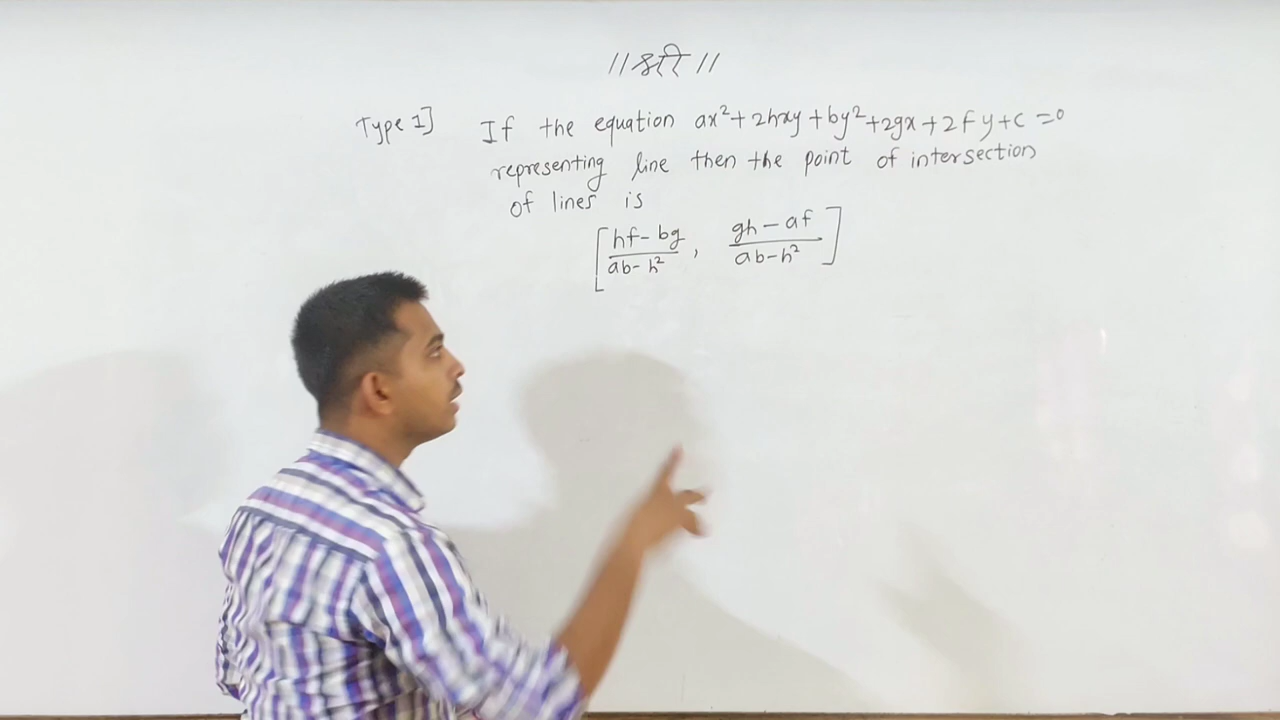 //श्री//
Type 1] If the equation ax²+2hxy+by²+2gx+2fy+c=0
representing line then the point of intersection
of lines is
[hf-bg/ab-h², gh-af/ab-h²]